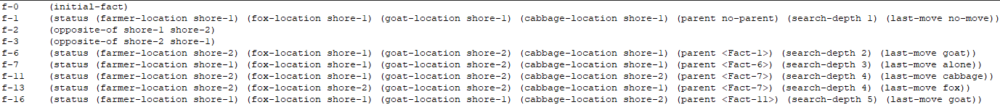 f-0     (initial-fact)
f-1     (status (farmer-location shore-1) (fox-location shore-1) (goat-location shore-1) (cabbage-location shore-1) (parent no-parent) (search-depth 1) (last-move no-move))
f-2     (opposite-of shore-1 shore-2)
f-3     (opposite-of shore-2 shore-1)
f-6     (status (farmer-location shore-2) (fox-location shore-1) (goat-location shore-2) (cabbage-location shore-1) (parent <Fact-1>) (search-depth 2) (last-move goat))
f-7     (status (farmer-location shore-1) (fox-location shore-1) (goat-location shore-2) (cabbage-location shore-1) (parent <Fact-6>) (search-depth 3) (last-move alone))
f-11    (status (farmer-location shore-2) (fox-location shore-1) (goat-location shore-2) (cabbage-location shore-2) (parent <Fact-7>) (search-depth 4) (last-move cabbage))
f-13    (status (farmer-location shore-2) (fox-location shore-2) (goat-location shore-2) (cabbage-location shore-1) (parent <Fact-7>) (search-depth 4) (last-move fox))
f-16    (status (farmer-location shore-1) (fox-location shore-1) (goat-location shore-1) (cabbage-location shore-2) (parent <Fact-11>) (search-depth 5) (last-move goat))